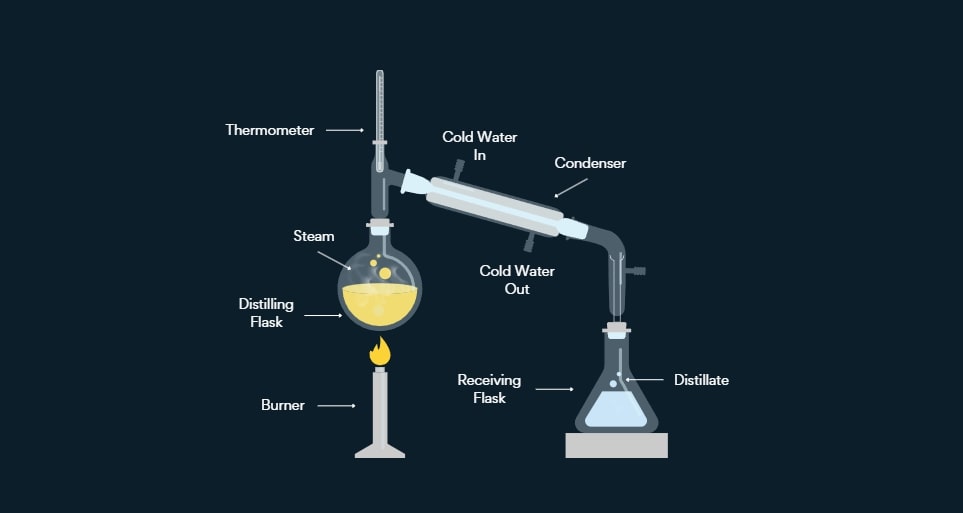 Thermometer
Cold Water
In
Condenser
Steam
Cold Water
Out
Distilling
Flask
Receiving
Flask
Distillate
Burner